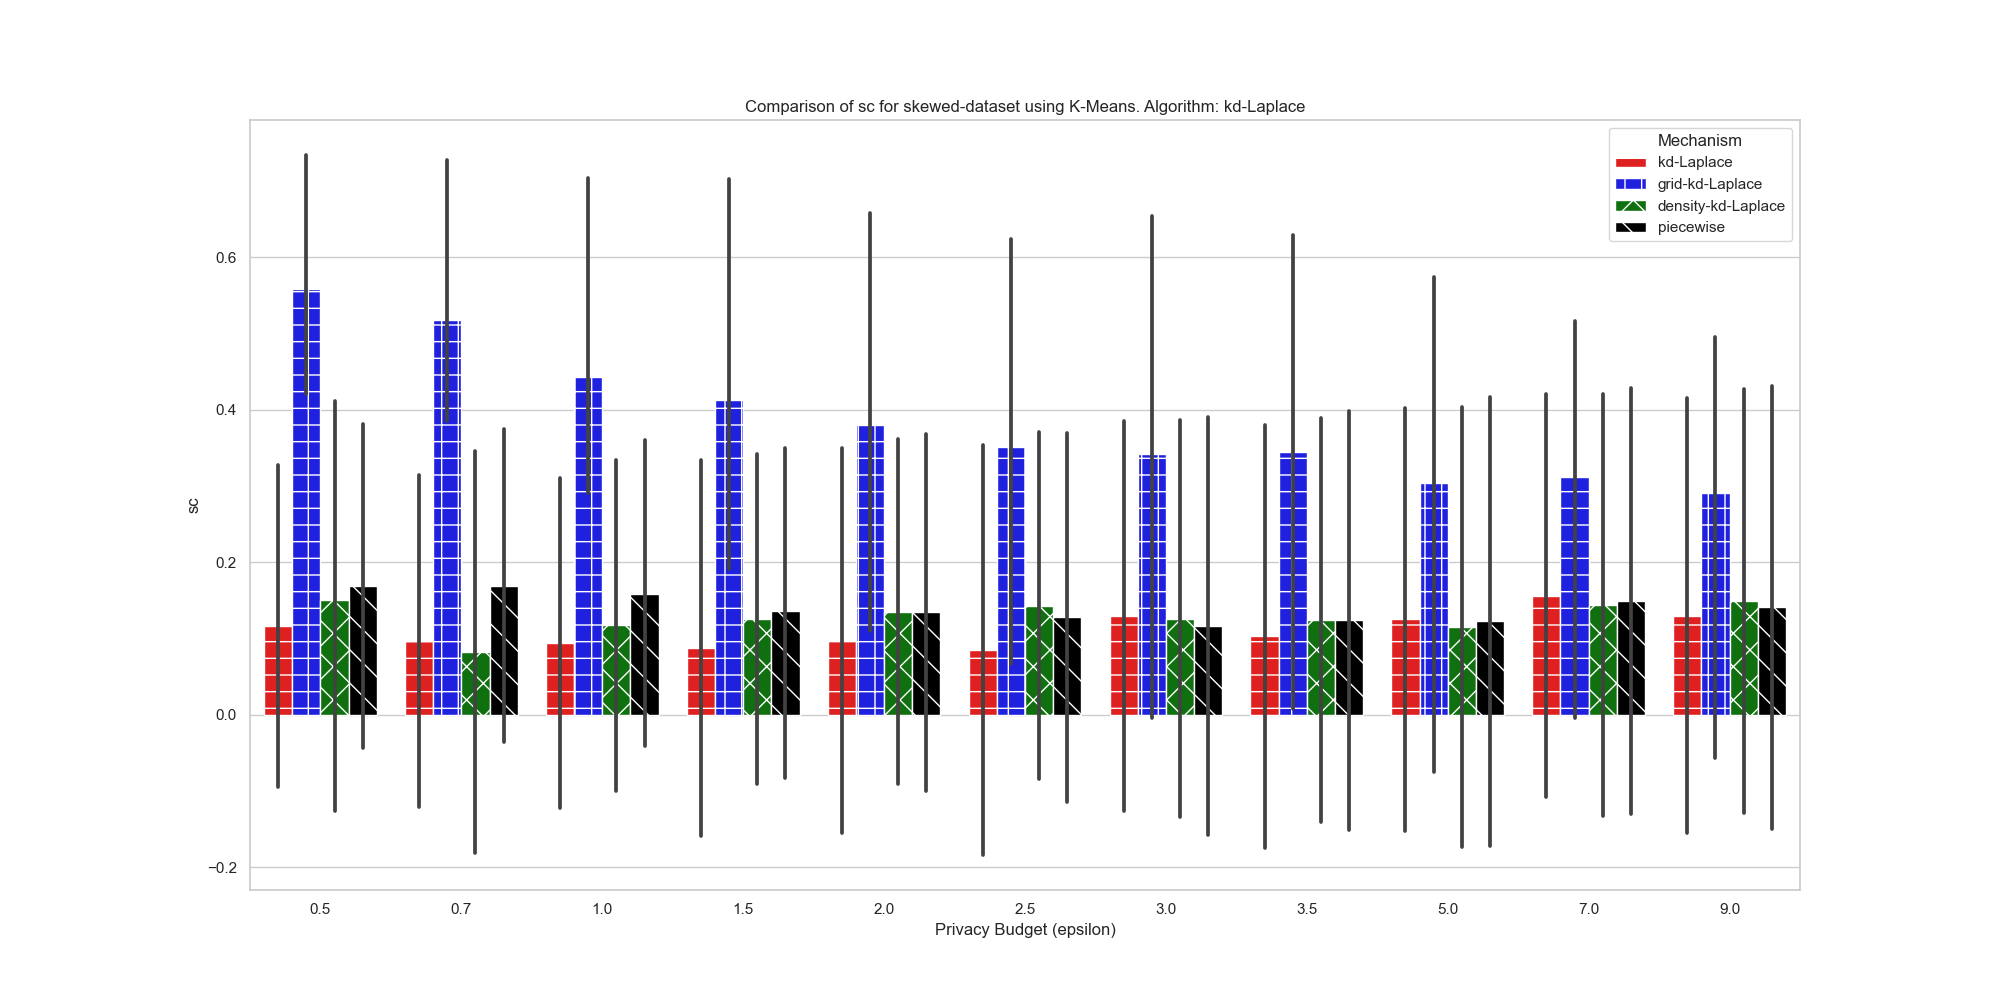 Comparison of sc for skewed-dataset using K-Means. Algorithm: kd-Laplace
Mechanism
kd-Laplace
grid-kd-Laplace
density-kd-Laplace
piecewise
sc
0.6
0.4
0.2
0.0
−0.2
0.5 0.7 1.0 1.5 2.0 2.5 3.0 3.5 5.0 7.0 9.0
Privacy Budget (epsilon)